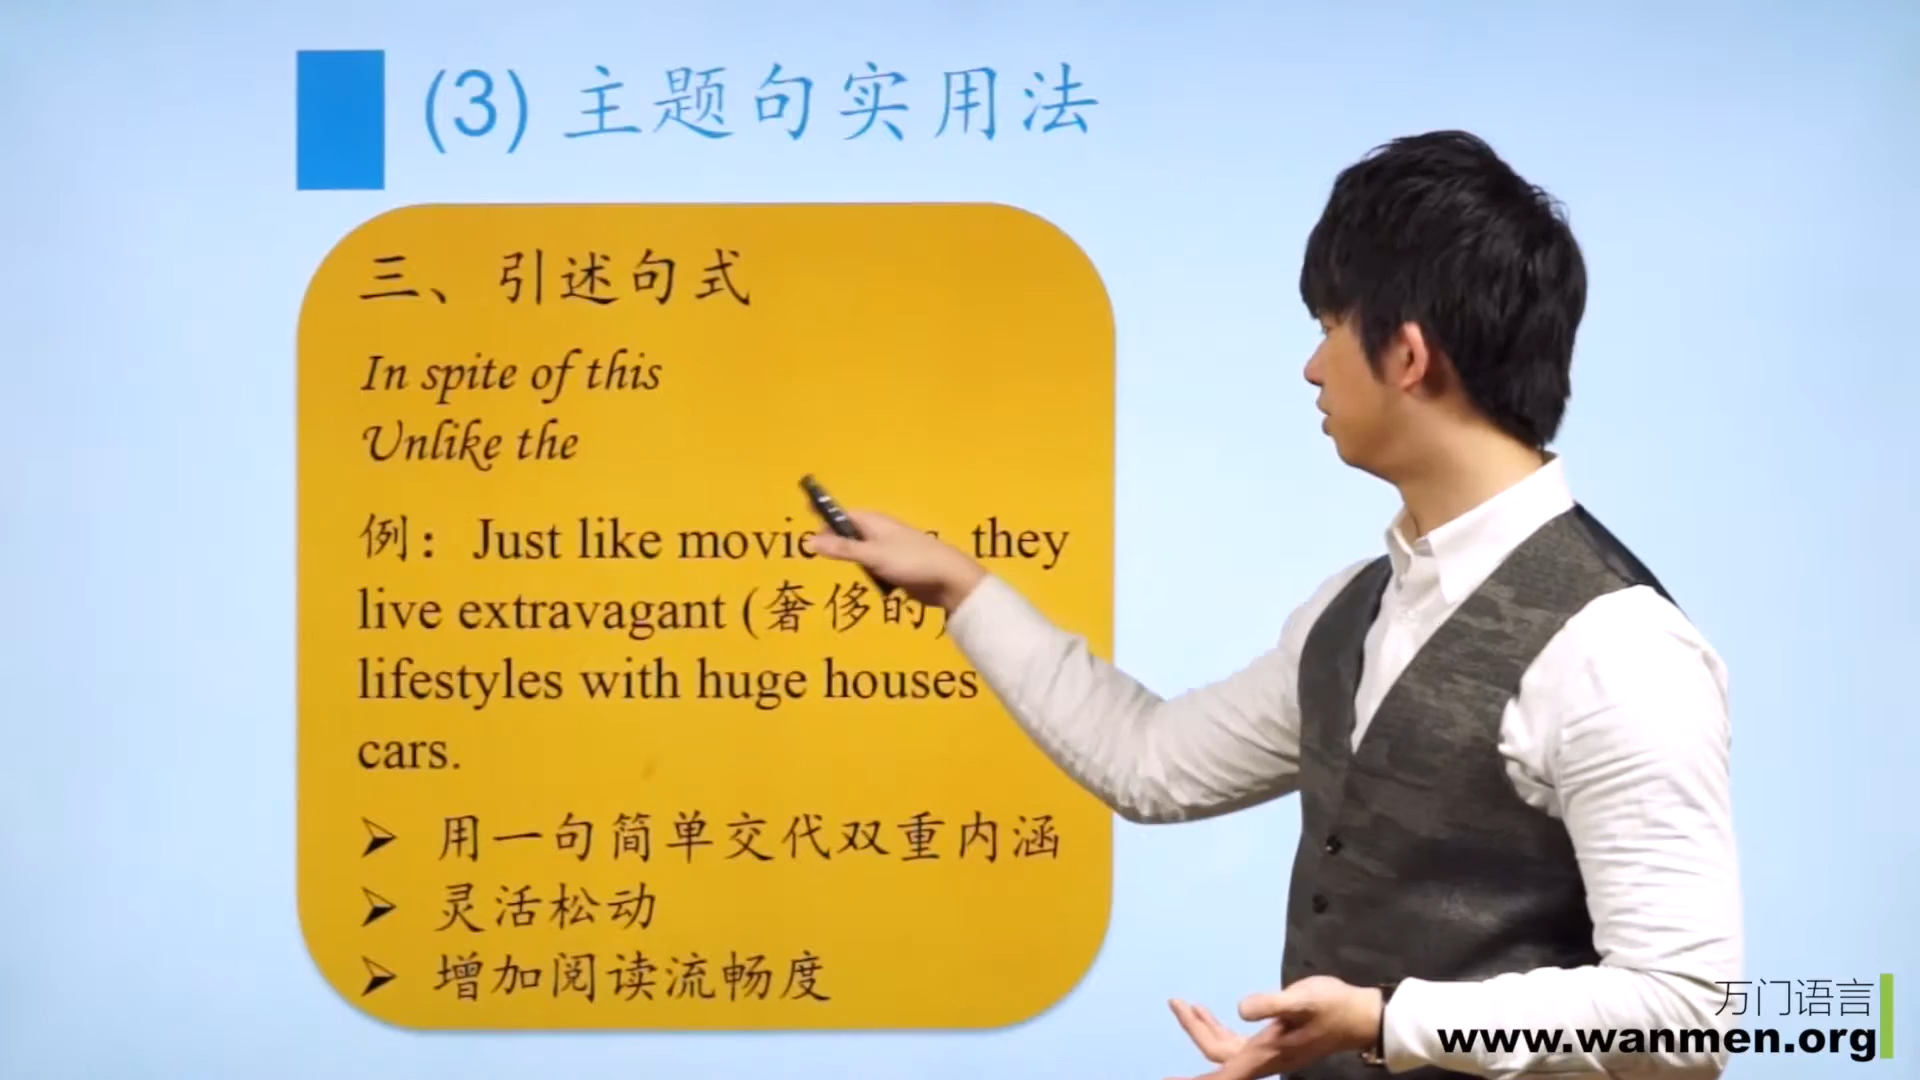 (3) 主题句实用法
三、引述句式
In spite of this
Unlike the
例：Just like movie they
live extravagant (奢侈的)
lifestyles with huge houses
cars.
➢ 用一句简单交代双重内涵
➢ 灵活松动
➢ 增加阅读流畅度
万门语言
www.wanmen.org